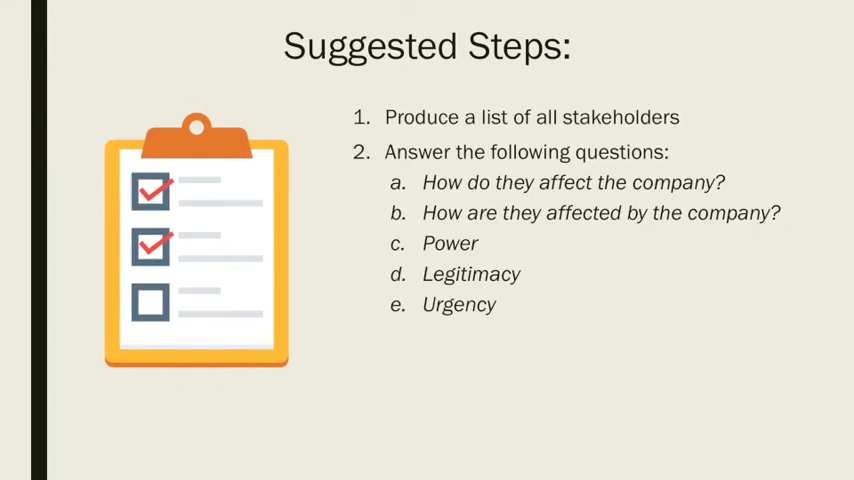 Suggested Steps:
1. Produce a list of all stakeholders
2. Answer the following questions:
a. How do they affect the company?
b. How are they affected by the company?
c. Power
d. Legitimacy
e. Urgency